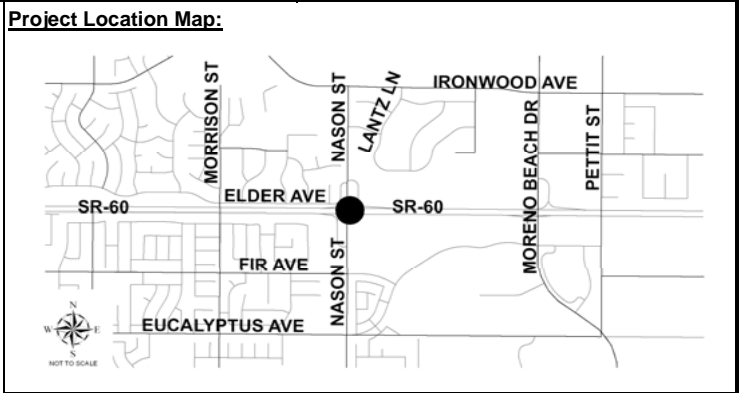 Project Location Map:
IRONWOOD AVE
MORRISON ST
NASON ST
LANTZ LN
MORENO BEACH DR
PETTIT ST
ELDER AVE
SR-60
SR-60
FIR AVE
NASON ST
EUCALYPTUS AVE
N
W E
S
NOT TO SCALE